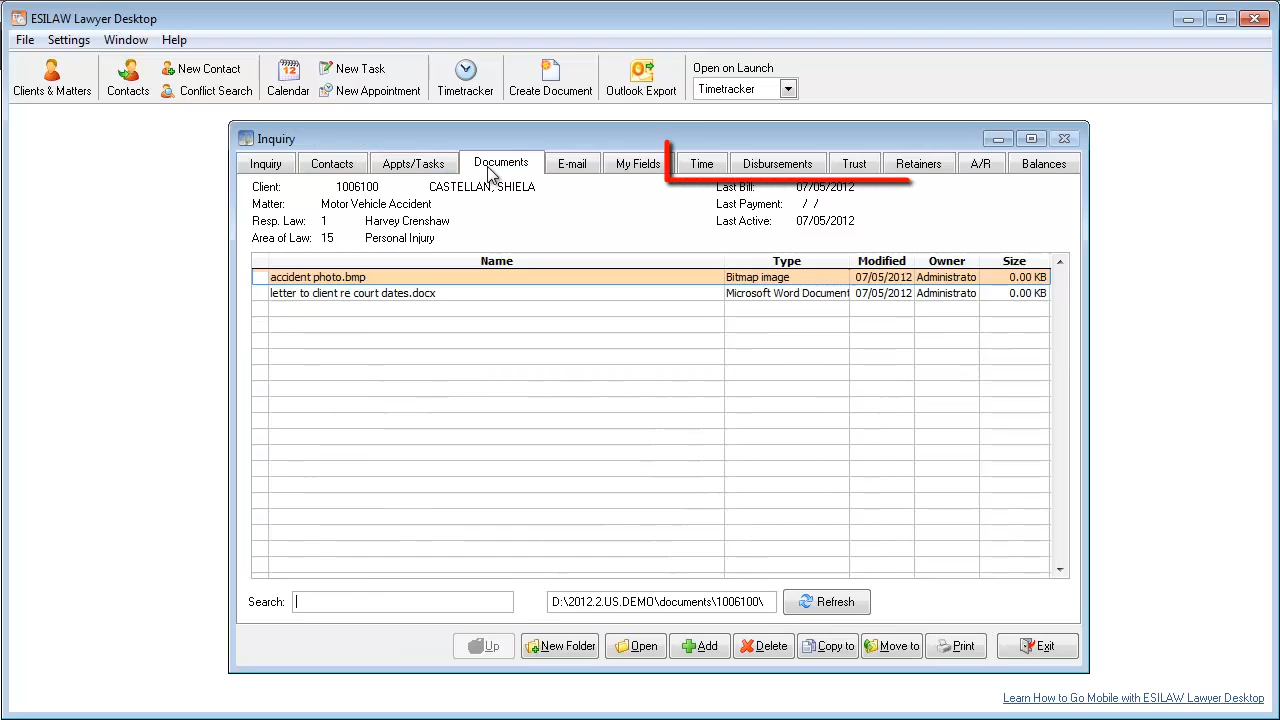 ESILAW Lawyer Desktop
File Settings Window Help
Clients & Matters
Contacts
New Contact
Conflict Search
Calendar
New Task
New Appointment
Timetracker
Create Document
Outlook Export
Open on Launch
Timetracker
Inquiry
Inquiry Contacts Appts/Tasks Documents E-mail My Fields Time Disbursements Trust Retainers A/R Balances
Client: 1006100 CASTELLAN, SHIELA Last Bill: 07/05/2012
Matter: Motor Vehicle Accident Last Payment: / /
Resp. Law: 1 Harvey Crenshaw Last Active: 07/05/2012
Area of Law: 15 Personal Injury
Name Type Modified Owner Size
accident photo.bmp Bitmap image 07/05/2012 Administrato 0.00 KB
letter to client re court dates.docx Microsoft Word Document 07/05/2012 Administrato 0.00 KB
Search: D:\2012.2.US.DEMO\documents\1006100\ Refresh
Up New Folder Open Add Delete Copy to Move to Print Exit
Learn How to Go Mobile with ESILAW Lawyer Desktop